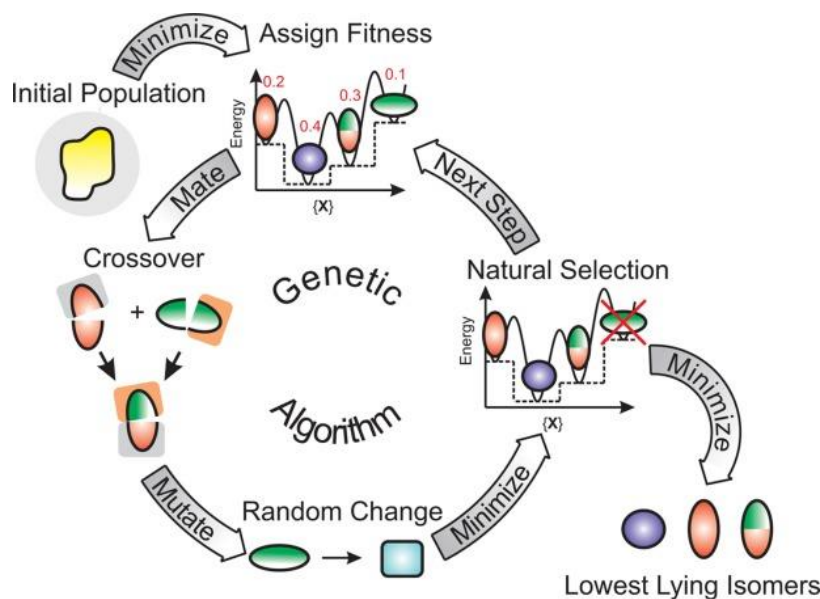 Minimize
Assign Fitness
Initial Population
0.2
0.4
0.3
0.1
Energy
{X}
Mate
Next Step
Crossover
+
Genetic
Algorithm
Natural Selection
Energy
{X}
Minimize
Mutate
Random Change
Minimize
Lowest Lying Isomers